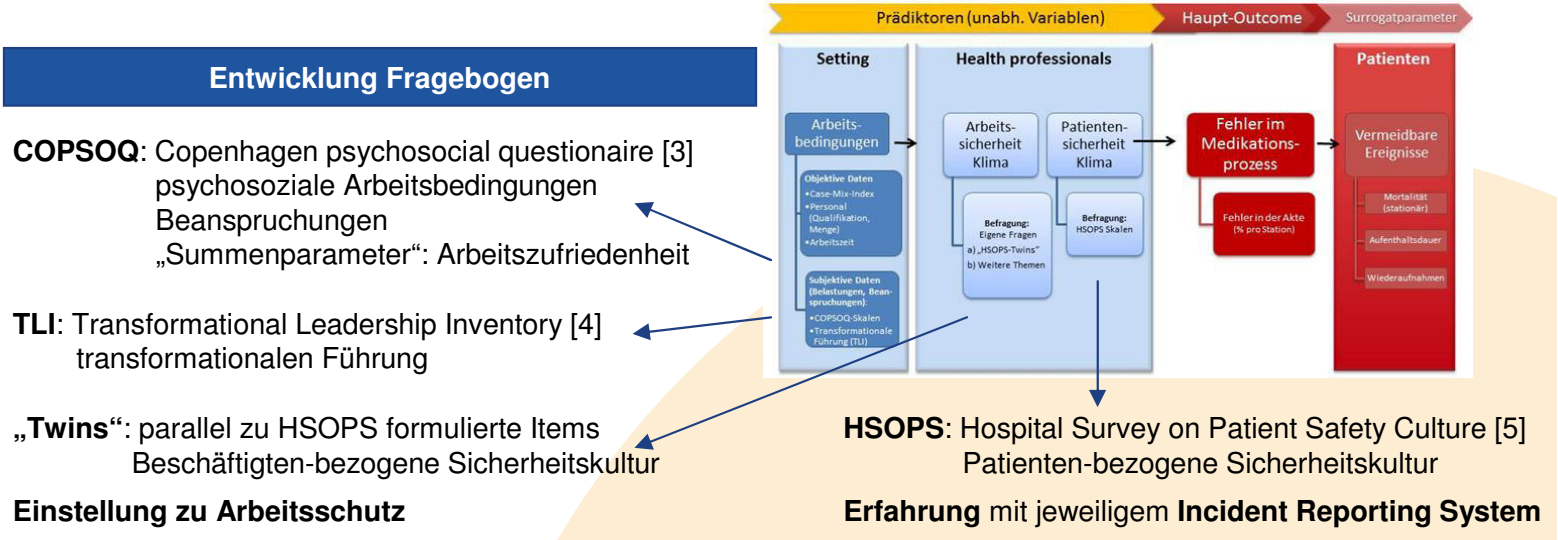 Entwicklung Fragebogen
COPSOQ: Copenhagen psychosocial questionaire [3]
psychosoziale Arbeitsbedingungen
Beanspruchungen
„Summenparameter“: Arbeitszufriedenheit
TLI: Transformational Leadership Inventory [4]
transformationalen Führung
„Twins“: parallel zu HSOPS formulierte Items
Beschäftigten-bezogene Sicherheitskultur
Einstellung zu Arbeitsschutz
Prädiktoren (unabh. Variablen)
Haupt-Outcome
Surrogatparameter
Setting
Arbeits-
bedingungen
Objektive Daten
•Case-Mix-Index
•Personal
(Qualifikation,
Menge)
•Arbeitszeit
Subjektive Daten
(Belastungen, Bean-
spruchungen):
•COPSOQ-Skalen
•Transformationale
Führung (TLI)
Health professionals
Arbeits-
sicherheit
Klima
Befragung:
Eigene Fragen
a) „HSOPS-Twins“
b) Weitere Themen
Patienten-
sicherheit
Klima
Befragung:
HSOPS Skalen
Fehler im
Medikations-
prozess
Fehler in der Akte
(% pro Station)
Patienten
Vermeidbare
Ereignisse
Mortalität
(stationär)
Aufenthaltsdauer
Wiederaufnahmen
HSOPS: Hospital Survey on Patient Safety Culture [5]
Patienten-bezogene Sicherheitskultur
Erfahrung mit jeweiligem Incident Reporting System